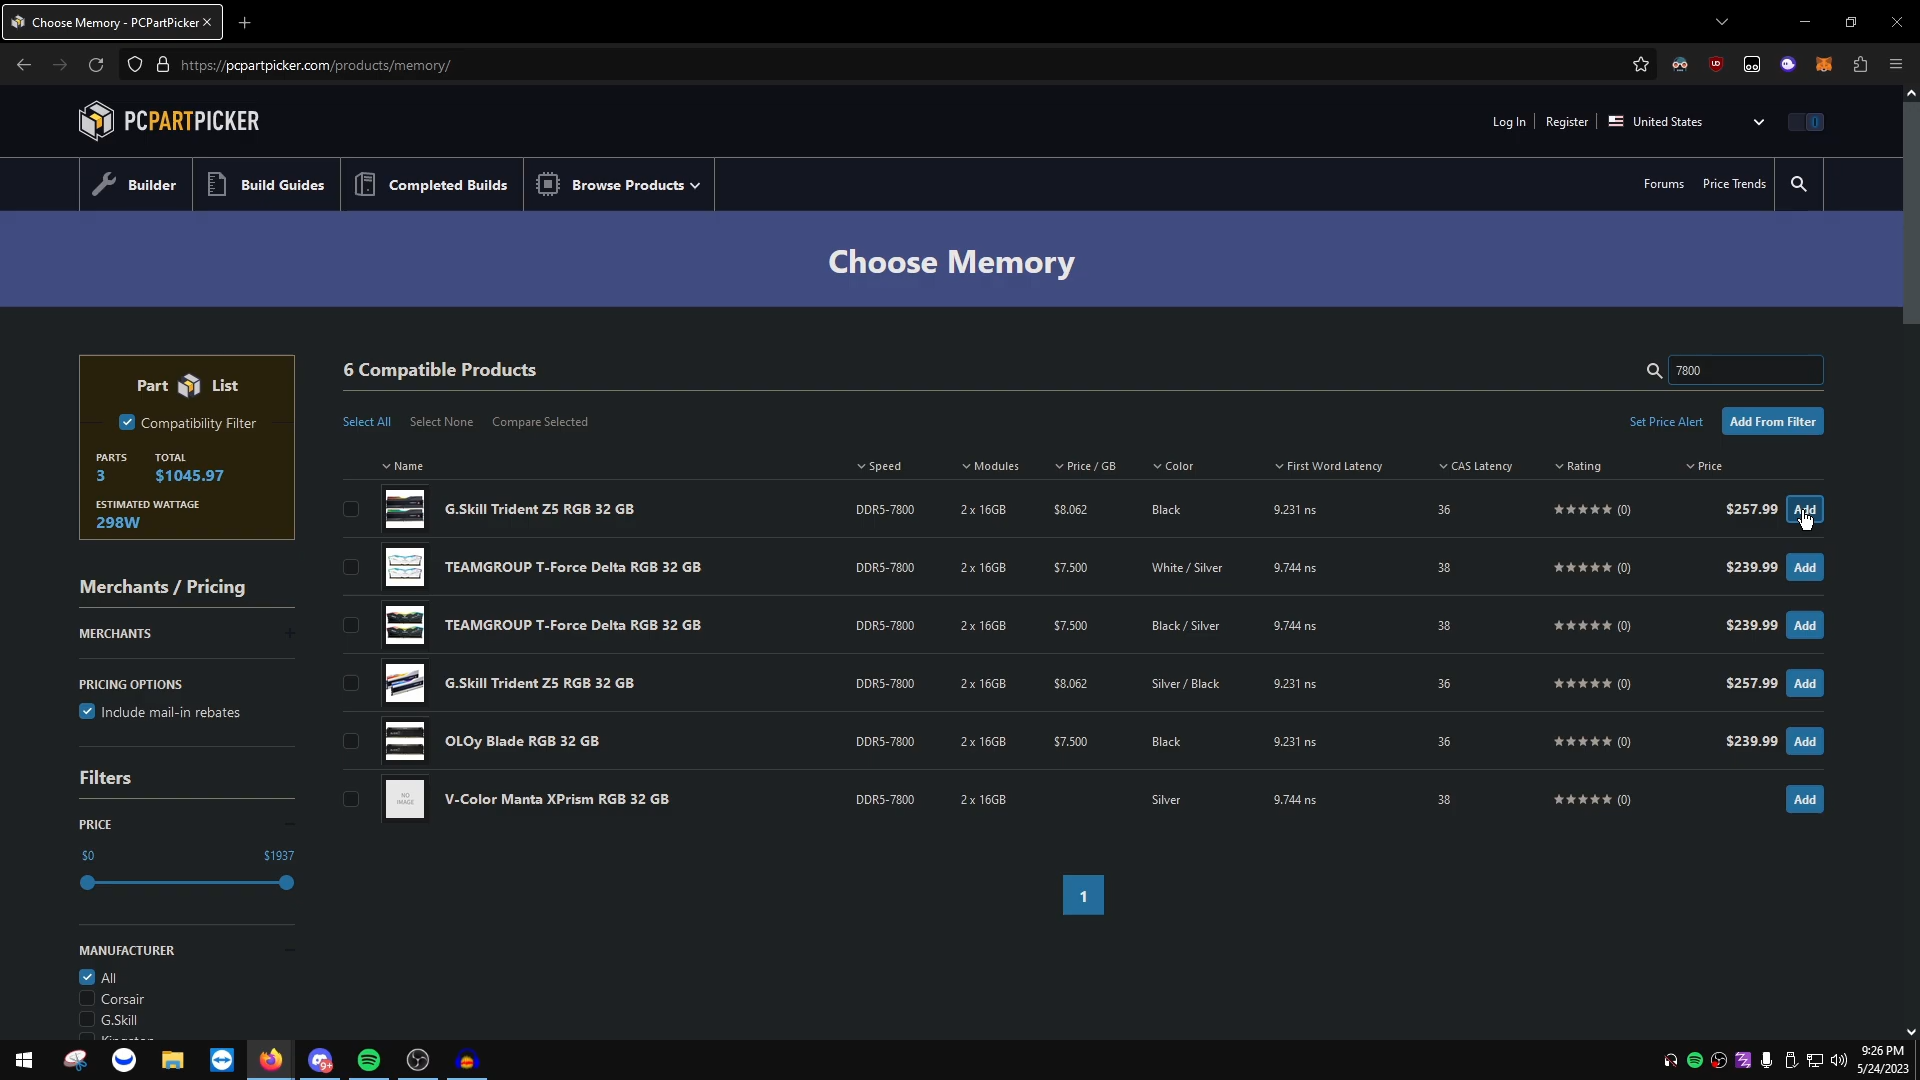 Choose Memory - PCPartPicker
https://pcpartpicker.com/products/memory/
PCPARTPICKER
Log In
Register
United States
Builder
Build Guides
Completed Builds
Browse Products
Forums
Price Trends
Choose Memory
Part List
Compatibility Filter
PARTS TOTAL
3 $1045.97
ESTIMATED WATTAGE
298W
6 Compatible Products
7800
Select All Select None Compare Selected
Set Price Alert
Add From Filter
Name Speed Modules Price / GB Color First Word Latency CAS Latency Rating Price
G.Skill Trident Z5 RGB 32 GB DDR5-7800 2 x 16GB $8.062 Black 9.231 ns 36 (0) $257.99 Add
TEAMGROUP T-Force Delta RGB 32 GB DDR5-7800 2 x 16GB $7.500 White / Silver 9.744 ns 38 (0) $239.99 Add
TEAMGROUP T-Force Delta RGB 32 GB DDR5-7800 2 x 16GB $7.500 Black / Silver 9.744 ns 38 (0) $239.99 Add
G.Skill Trident Z5 RGB 32 GB DDR5-7800 2 x 16GB $8.062 Silver / Black 9.231 ns 36 (0) $257.99 Add
OLOy Blade RGB 32 GB DDR5-7800 2 x 16GB $7.500 Black 9.231 ns 36 (0) $239.99 Add
NO IMAGE V-Color Manta XPrism RGB 32 GB DDR5-7800 2 x 16GB Silver 9.744 ns 38 (0) Add
1
Merchants / Pricing
MERCHANTS
PRICING OPTIONS
Include mail-in rebates
Filters
PRICE
$0 $1937
MANUFACTURER
All
Corsair
G.Skill
9+
9:26 PM
5/24/2023